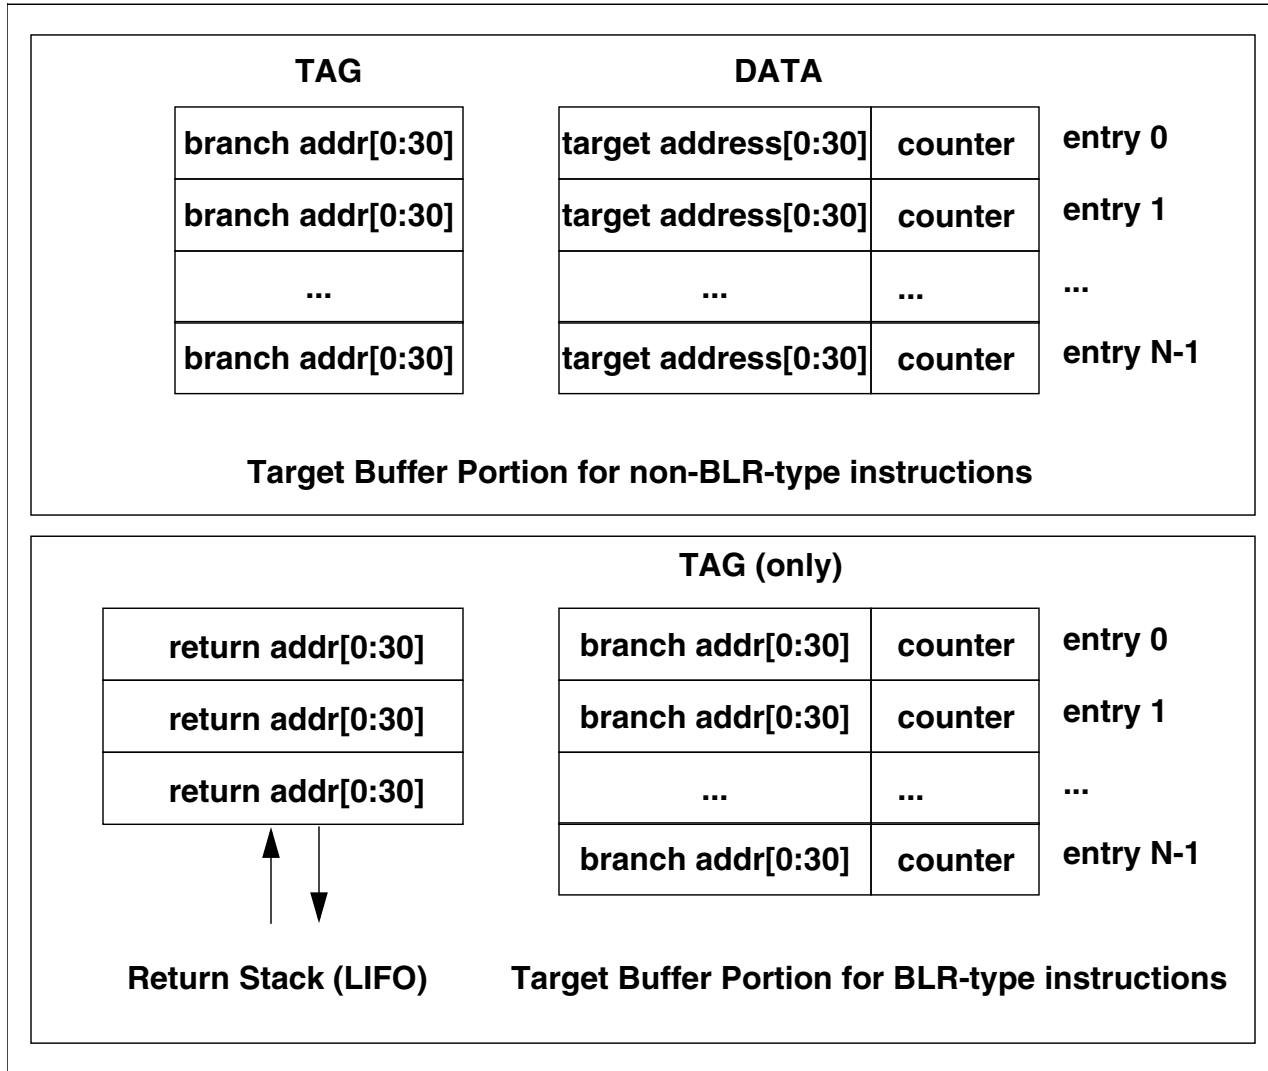 TAG DATA
branch addr[0:30] target address[0:30] counter entry 0
branch addr[0:30] target address[0:30] counter entry 1
... ... ... ...
branch addr[0:30] target address[0:30] counter entry N-1
Target Buffer Portion for non-BLR-type instructions
TAG (only)
return addr[0:30] branch addr[0:30] counter entry 0
return addr[0:30] branch addr[0:30] counter entry 1
return addr[0:30] ... ... ...
branch addr[0:30] counter entry N-1
Return Stack (LIFO) Target Buffer Portion for BLR-type instructions